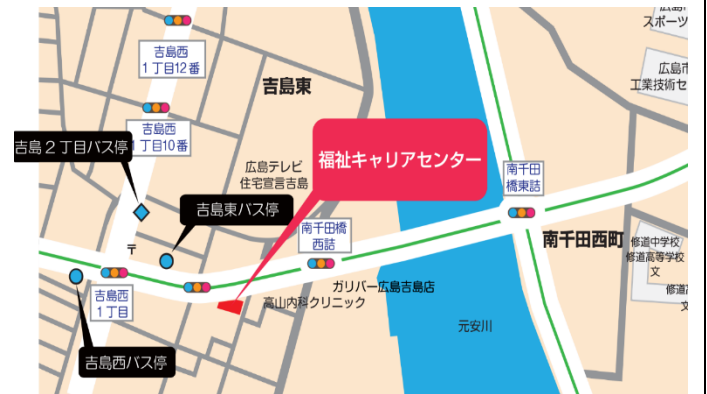 スポーツ
広島市
工業技術セ
吉島西
1丁目12番
吉島東
吉島西
丁目10番
吉島2丁目バス停
広島テレビ
住宅宣言吉島
福祉キャリアセンター
南千田
橋東詰
吉島東バス停
南千田橋
西詰
南千田西町
修道中学校
修道高等学校
文
修道
〒
吉島西
1丁目
ガリバー広島吉島店
高山内科クリニック
元安川
吉島西バス停